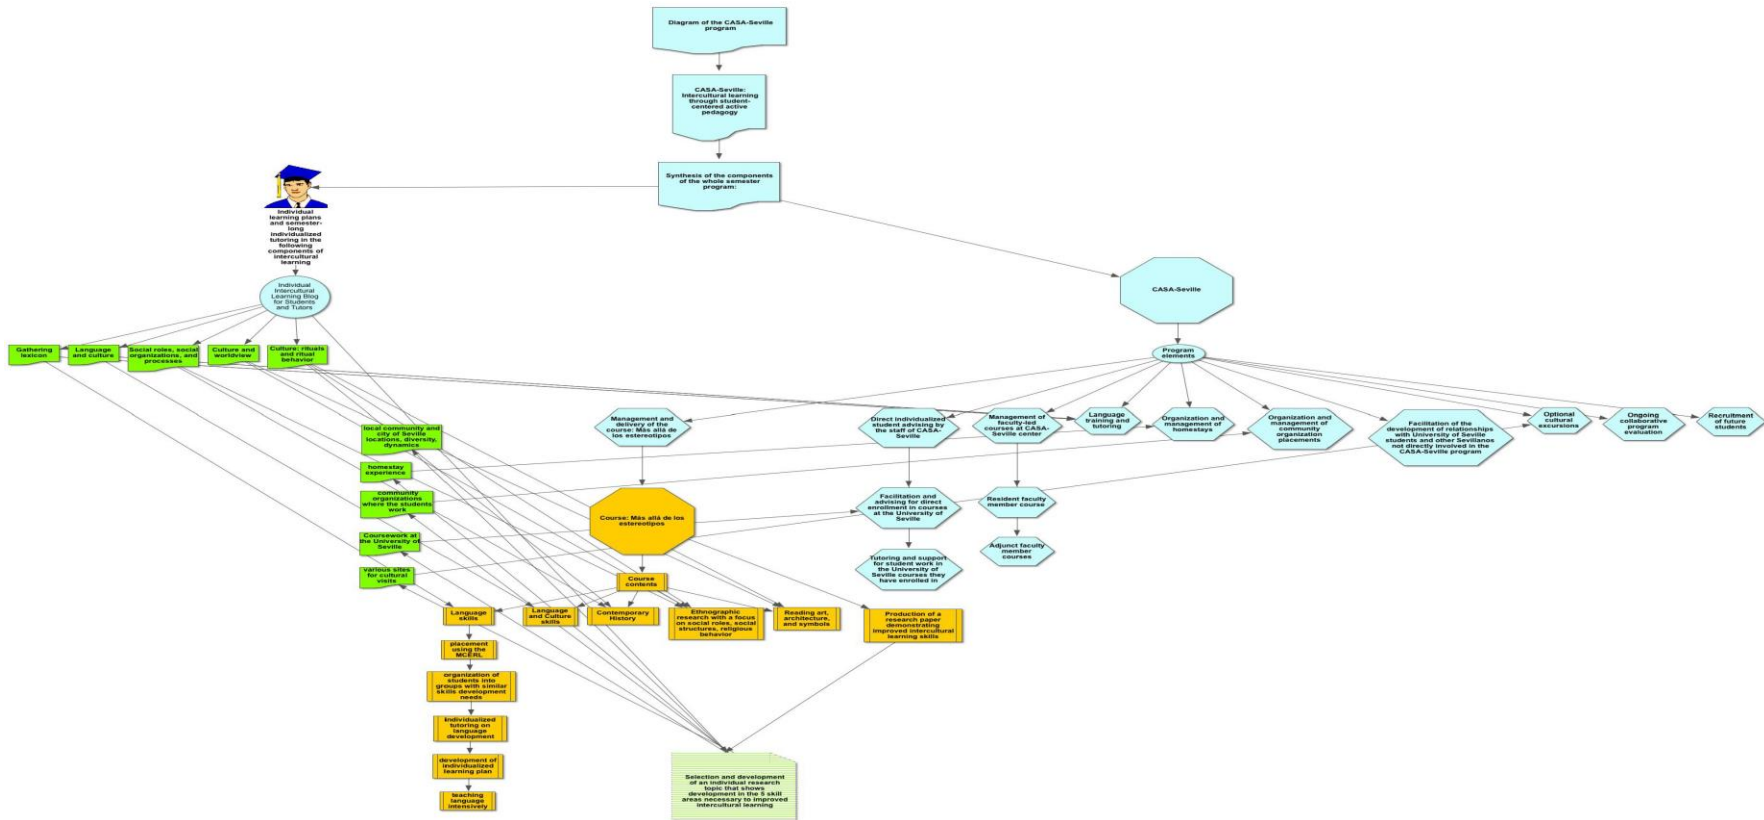 Diagram of the CASA-Seville
program
CASA-Seville:
Intercultural learning
through student-
centered active
pedagogy
Synthesis of the components
of the whole semester
program:
Individual
learning plans
and semester-
long
individualized
tutoring in the
following
components of
intercultural
learning
Individual
Intercultural
Learning Blog
for Students
and Tutors
CASA-Seville
Program
elements
Gathering
lexicon
Language
and culture
Social roles, social
organizations, and
processes
Culture and
worldview
Culture: rituals
and ritual
behavior
Management and
delivery of the
course: Más allá de
los estereotipos
Direct individualized
student advising by
the staff of CASA-
Seville
Management of
faculty-led
courses at CASA-
Seville center
Language
training and
tutoring
Organization and
management of
homestays
Organization and
management of
community
organization
placements
Facilitation of the
development of relationships
with University of Seville
students and other Sevillanos
not directly involved in the
CASA-Seville program
Optional
cultural
excursions
Ongoing
collaborative
program
evaluation
Recruitment
of future
students
local community and
city of Seville
locations, diversity,
dynamics
homestay
experience
community
organizations
where the students
work
Coursework at
the University of
Seville
various sites
for cultural
visits
Course: Más allá de los
estereotipos
Facilitation and
advising for direct
enrollment in courses
at the University of
Seville
Resident faculty
member course
Tutoring and support
for student work in
the University of
Seville courses they
have enrolled in
Adjunct faculty
member
courses
Course
contents
Language
skills
Language
and Culture
skills
Contemporary
History
Ethnographic
research with a focus
on social roles, social
structures, religious
behavior
Reading art,
architecture,
and symbols
Production of a
research paper
demonstrating
improved intercultural
learning skills
placement
using the
MCERL
organization of
students into
groups with similar
skills development
needs
Individualized
tutoring on
language
development
development of
individualized
learning plan
teaching
language
intensively
Selection and development
of an individual research
topic that shows
development in the 5 skill
areas necessary to improved
intercultural learning